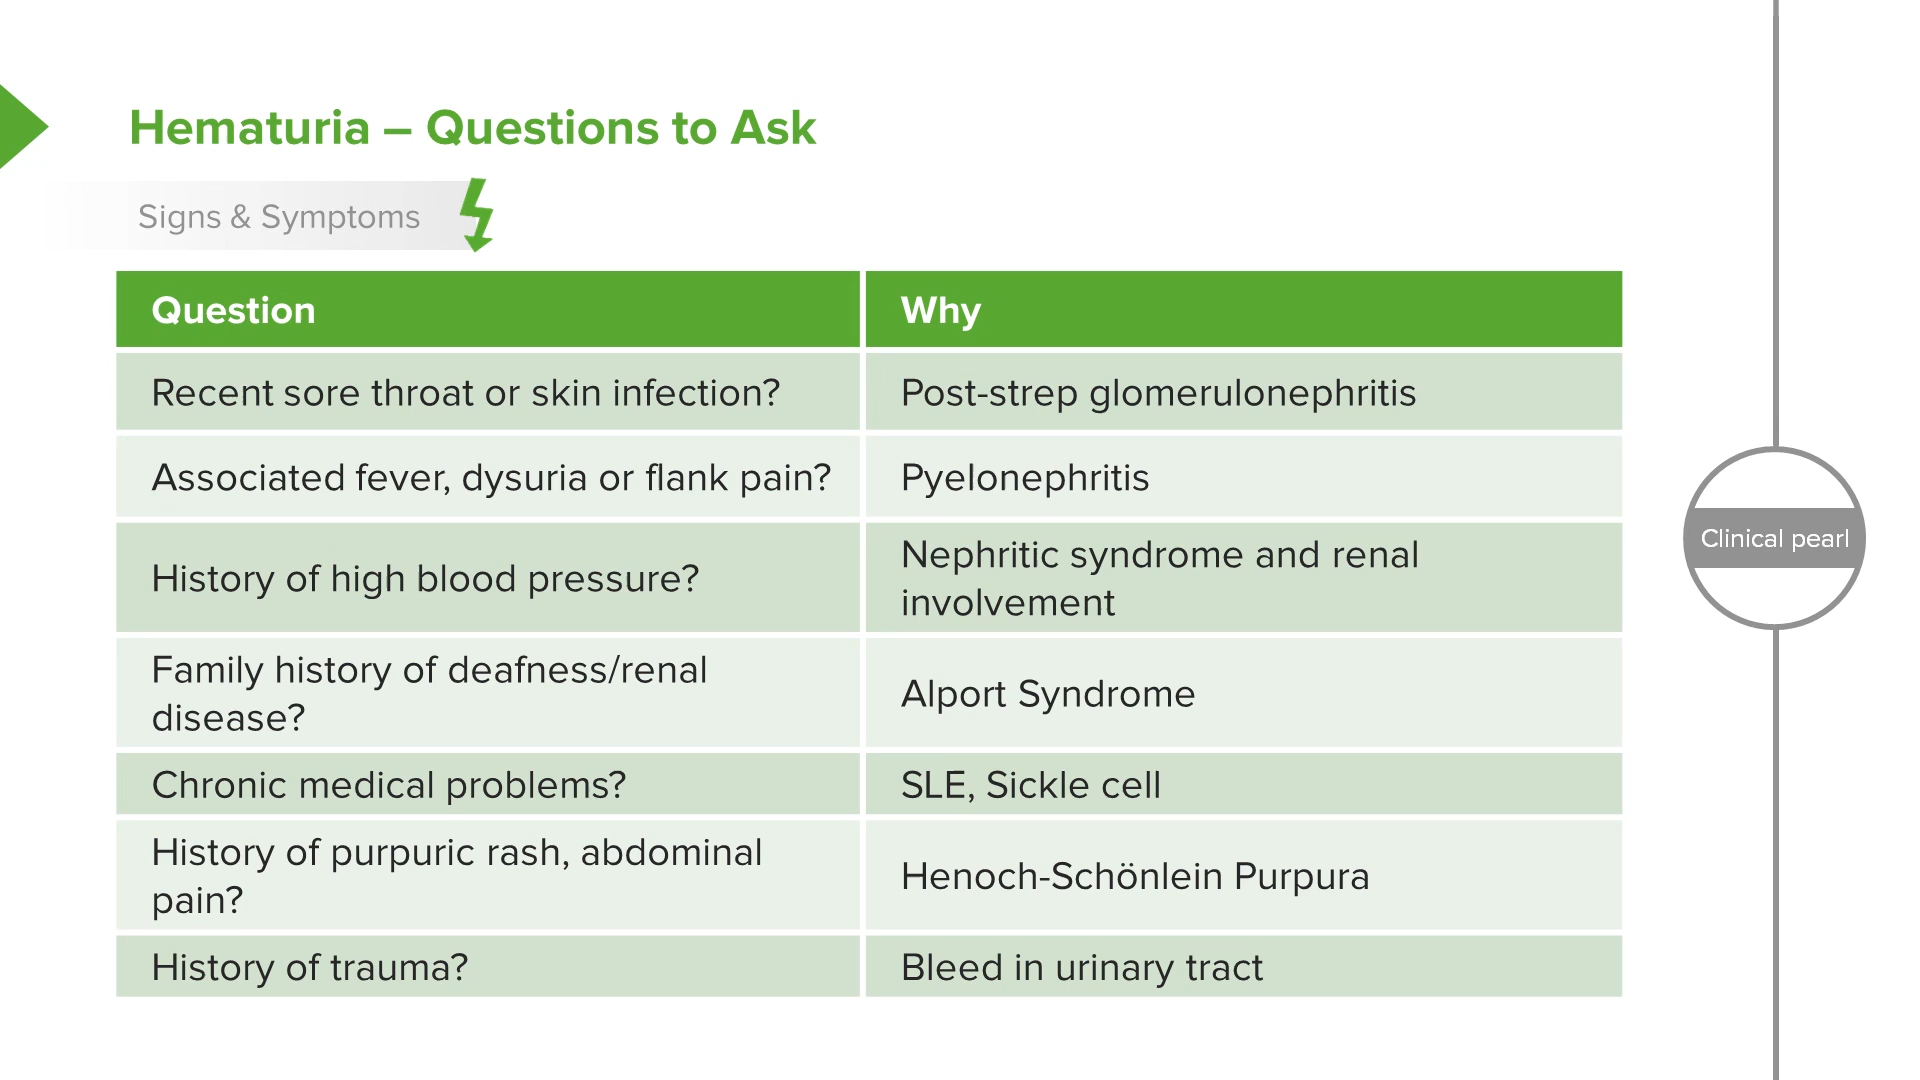 Hematuria – Questions to Ask
Signs & Symptoms
Question
Why
Recent sore throat or skin infection?
Post-strep glomerulonephritis
Associated fever, dysuria or flank pain?
Pyelonephritis
History of high blood pressure?
Nephritic syndrome and renal
involvement
Family history of deafness/renal
disease?
Alport Syndrome
Chronic medical problems?
SLE, Sickle cell
History of purpuric rash, abdominal
pain?
Henoch-Schönlein Purpura
History of trauma?
Bleed in urinary tract
Clinical pearl